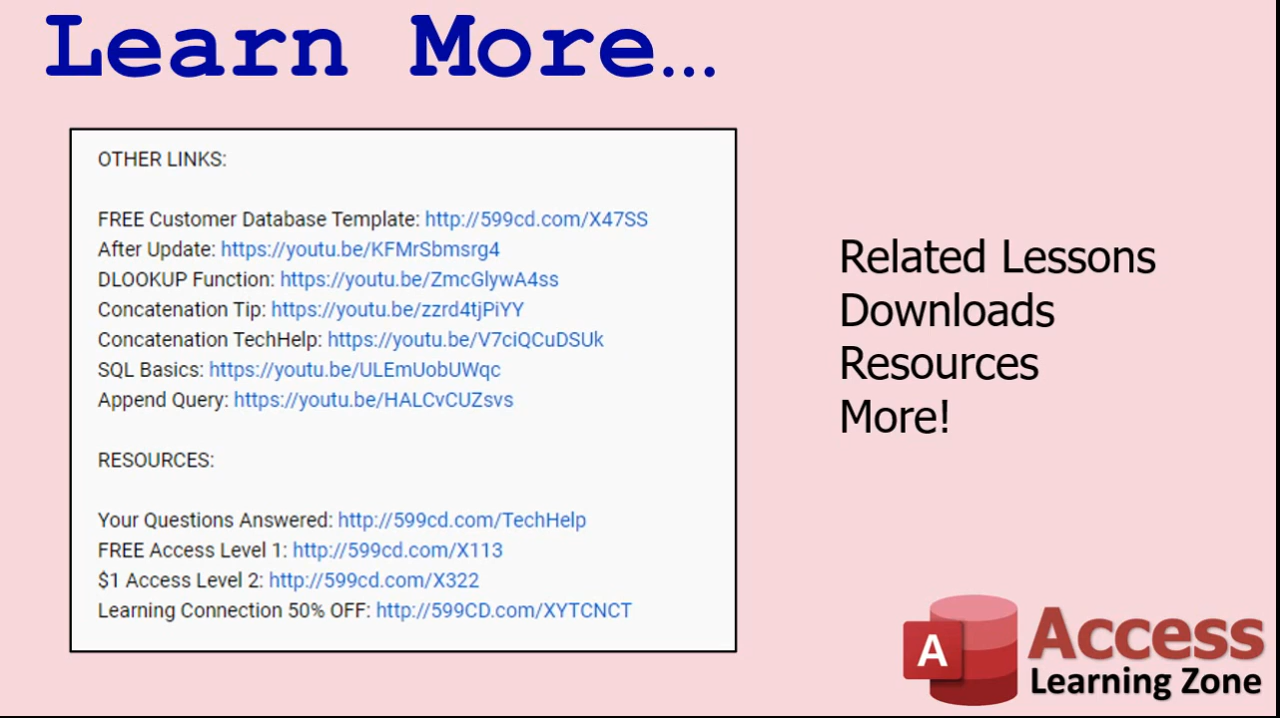 Learn More...
OTHER LINKS:
FREE Customer Database Template: http://599cd.com/X47SS
After Update: https://youtu.be/KFMrSbmsrg4
DLOOKUP Function: https://youtu.be/ZmcGlywA4ss
Concatenation Tip: https://youtu.be/zzrd4tjPiYY
Concatenation TechHelp: https://youtu.be/V7ciQCuDSUk
SQL Basics: https://youtu.be/ULEmUobUWqc
Append Query: https://youtu.be/HALCvCUZsvs
RESOURCES:
Your Questions Answered: http://599cd.com/TechHelp
FREE Access Level 1: http://599cd.com/X113
$1 Access Level 2: http://599cd.com/X322
Learning Connection 50% OFF: http://599CD.com/XYTCNCT
Related Lessons
Downloads
Resources
More!
A
Access
Learning Zone